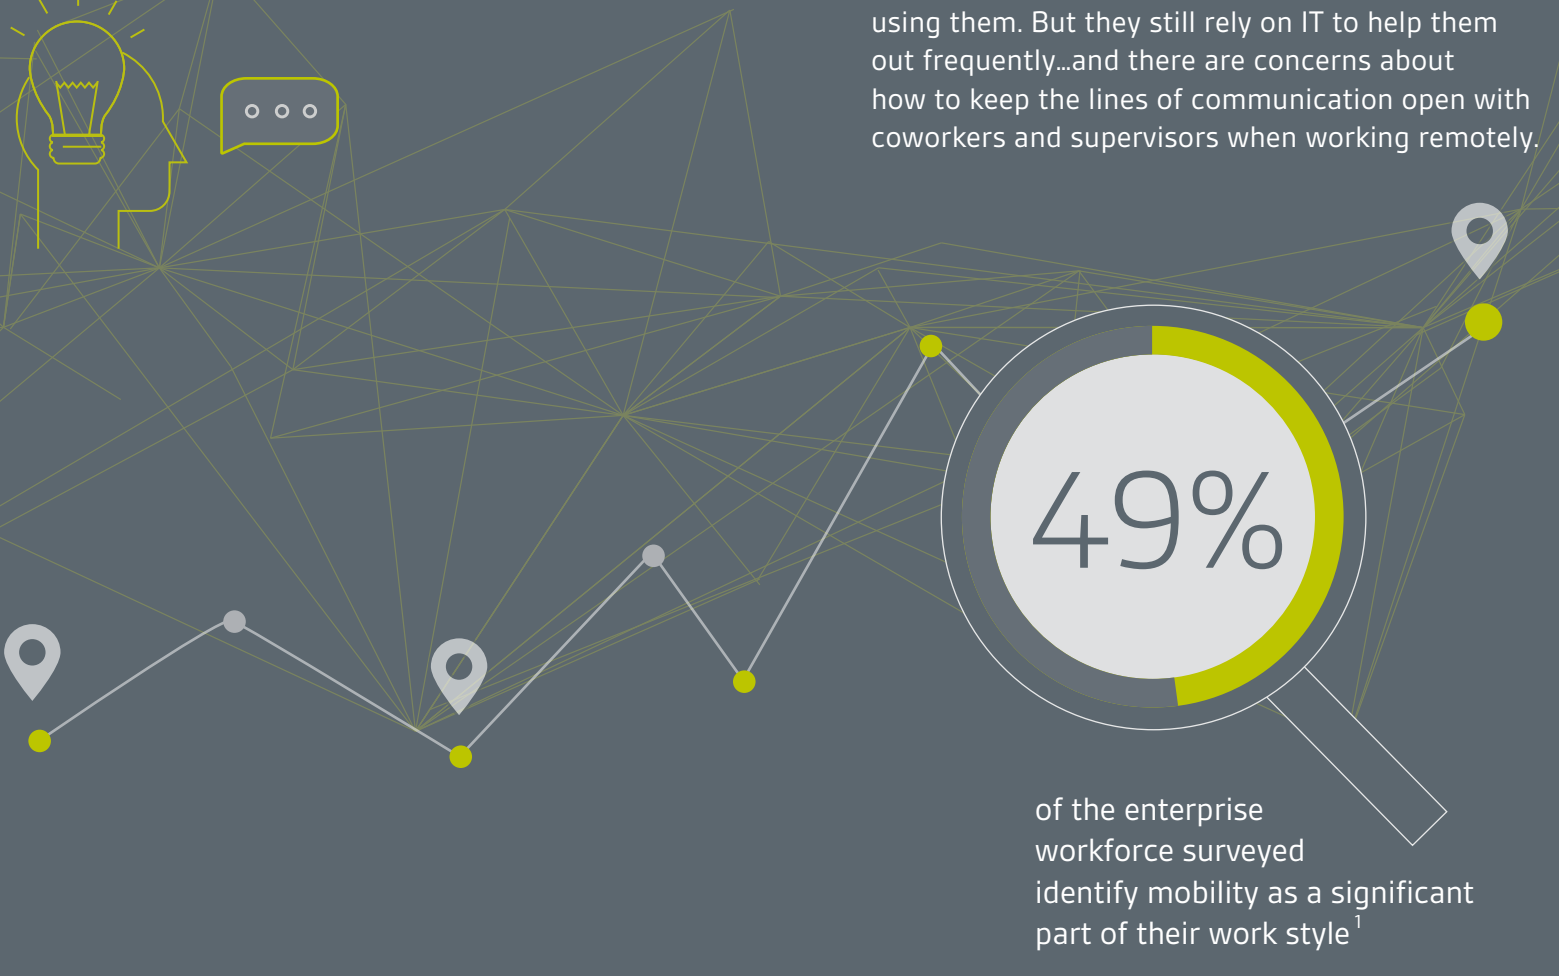 using them. But they still rely on IT to help them
out frequently...and there are concerns about
how to keep the lines of communication open with
coworkers and supervisors when working remotely.
49%
of the enterprise
workforce surveyed
identify mobility as a significant
part of their work style¹